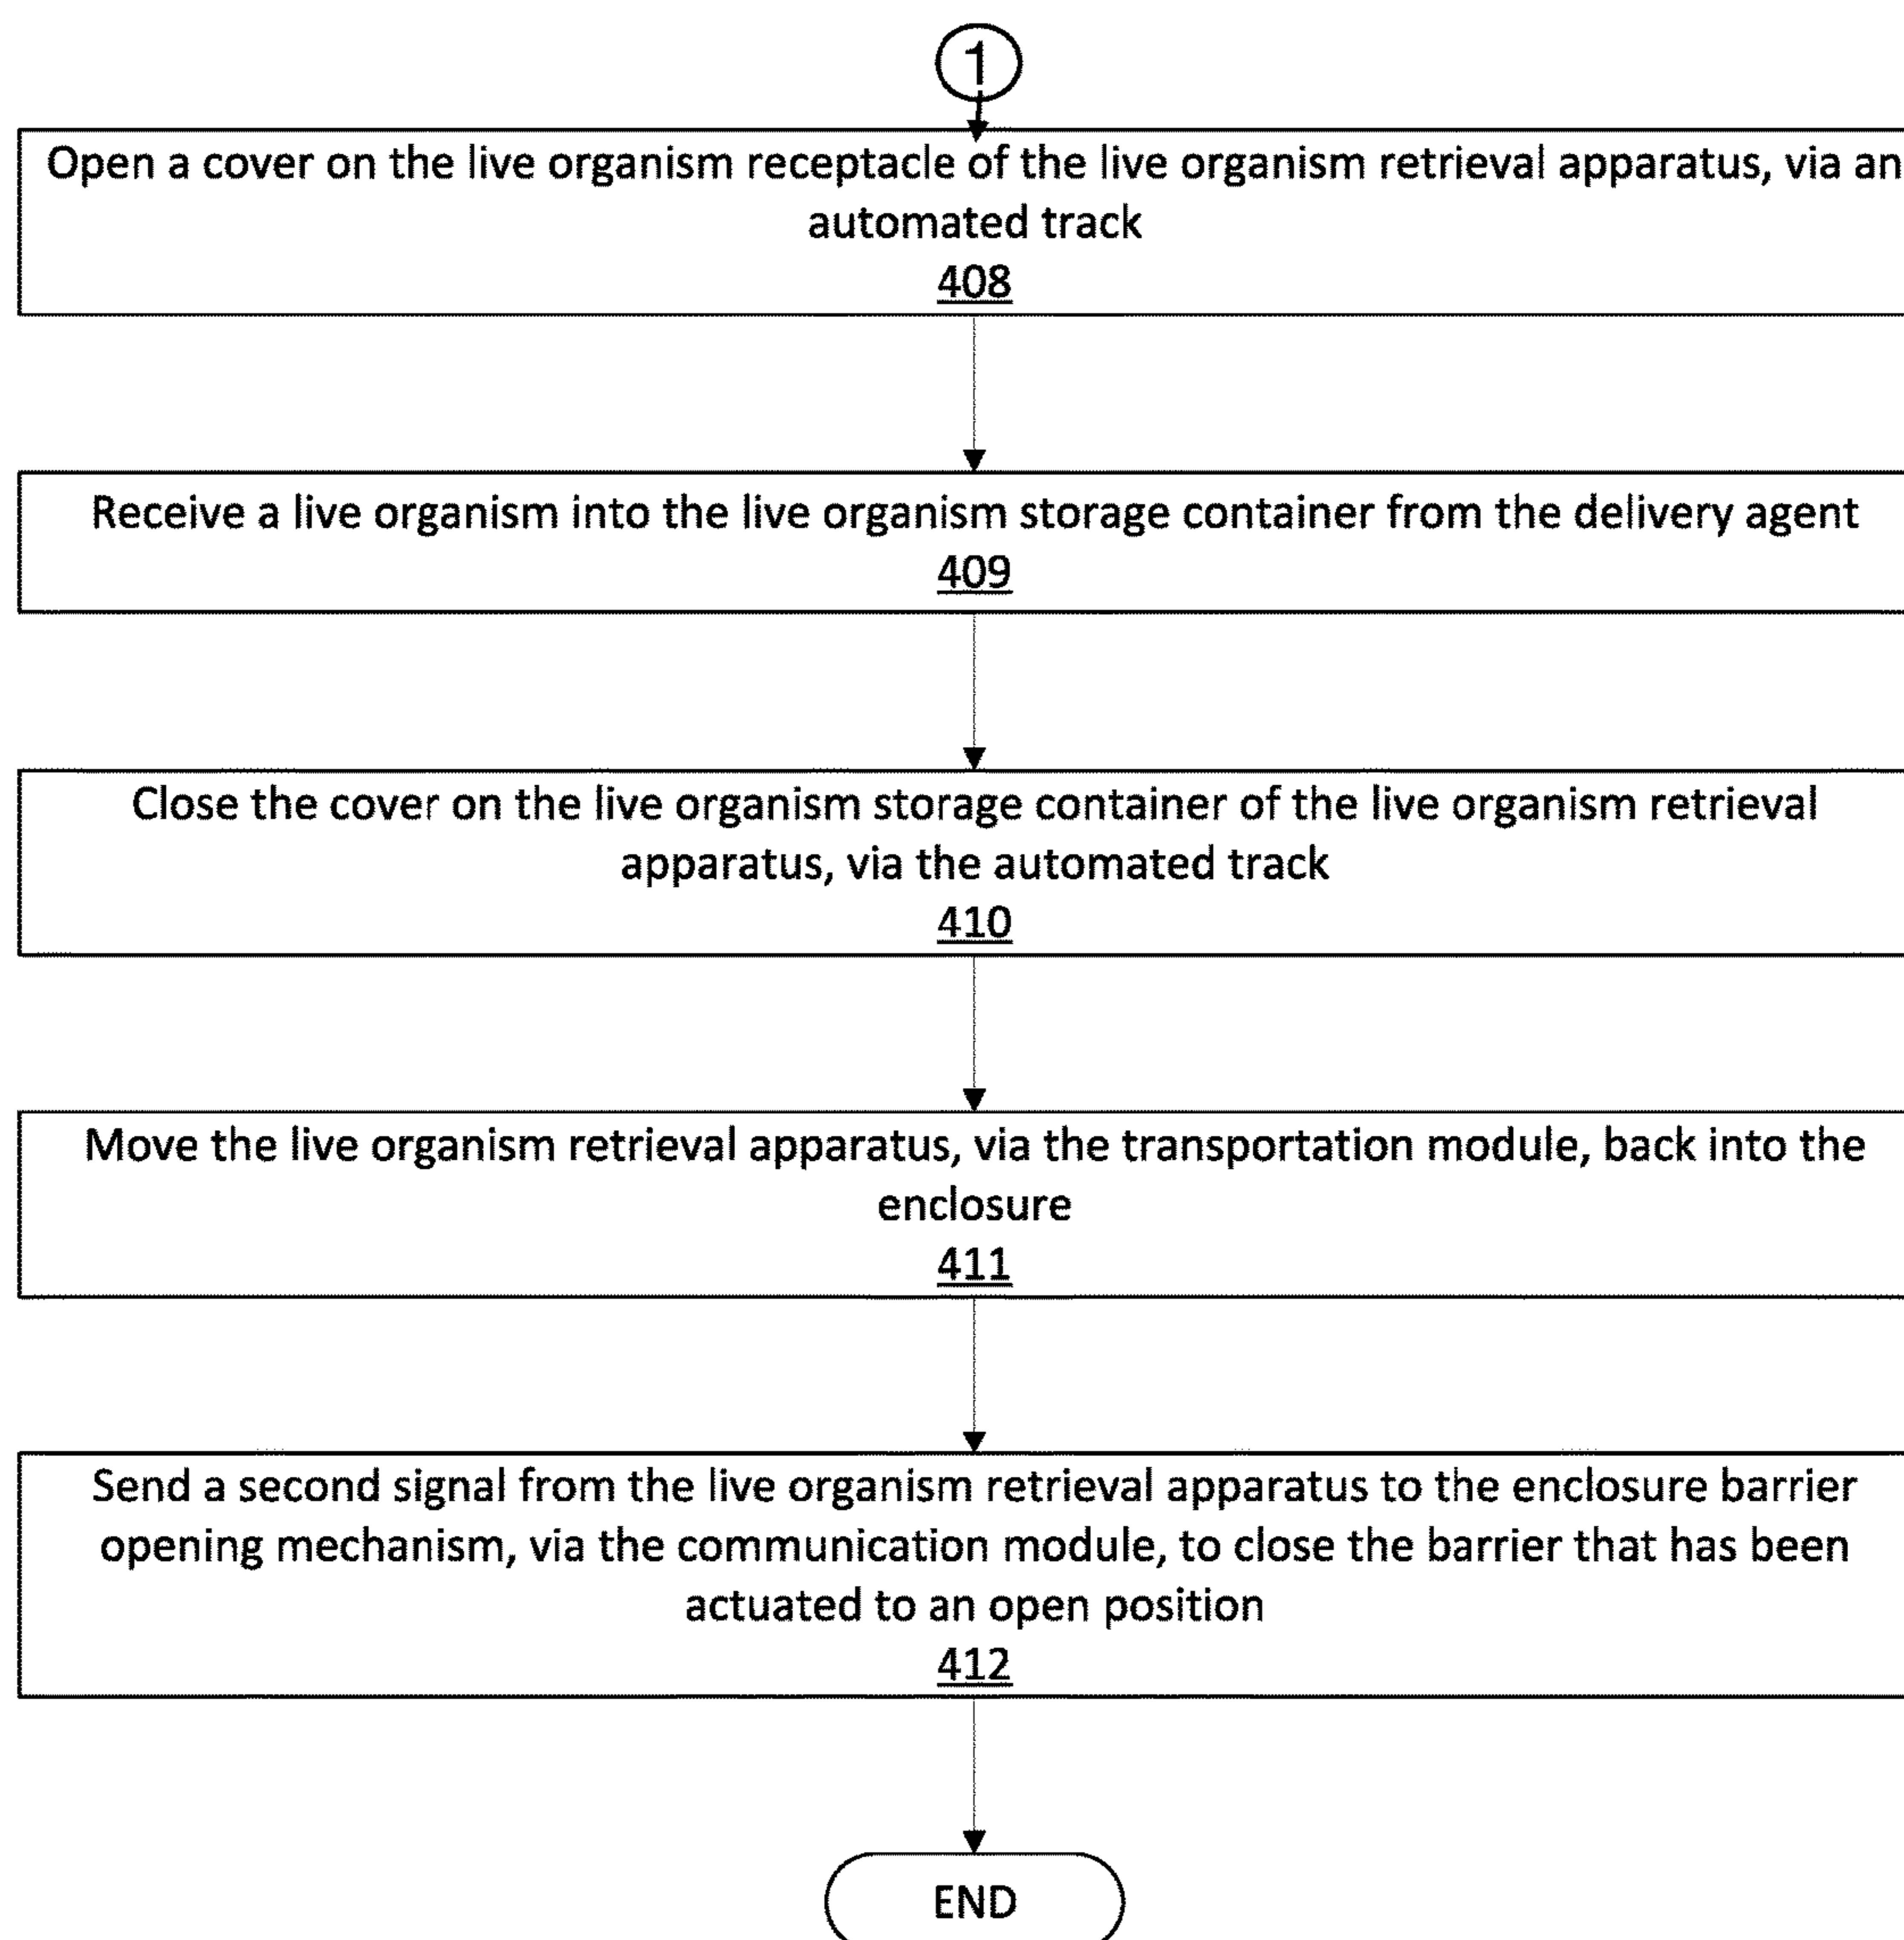 1
Open a cover on the live organism receptacle of the live organism retrieval apparatus, via an
automated track
408
Receive a live organism into the live organism storage container from the delivery agent
409
Close the cover on the live organism storage container of the live organism retrieval
apparatus, via the automated track
410
Move the live organism retrieval apparatus, via the transportation module, back into the
enclosure
411
Send a second signal from the live organism retrieval apparatus to the enclosure barrier
opening mechanism, via the communication module, to close the barrier that has been
actuated to an open position
412
END